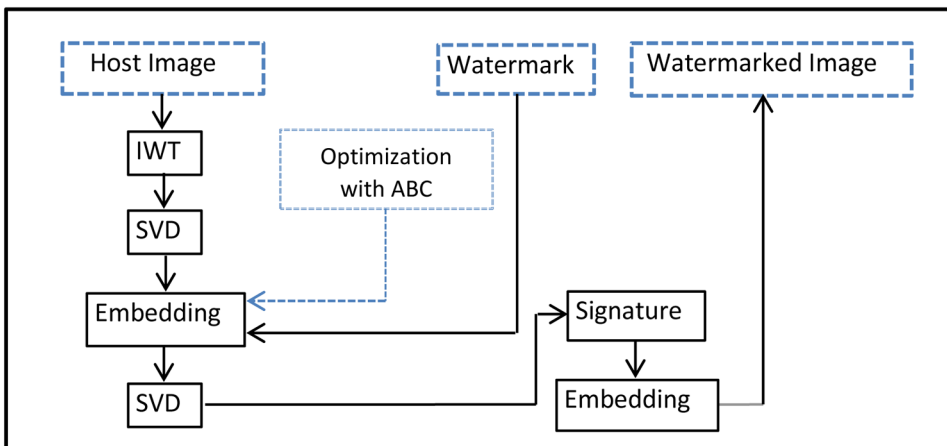 Host Image
Watermark
Watermarked Image
IWT
Optimization
with ABC
SVD
Embedding
Signature
SVD
Embedding